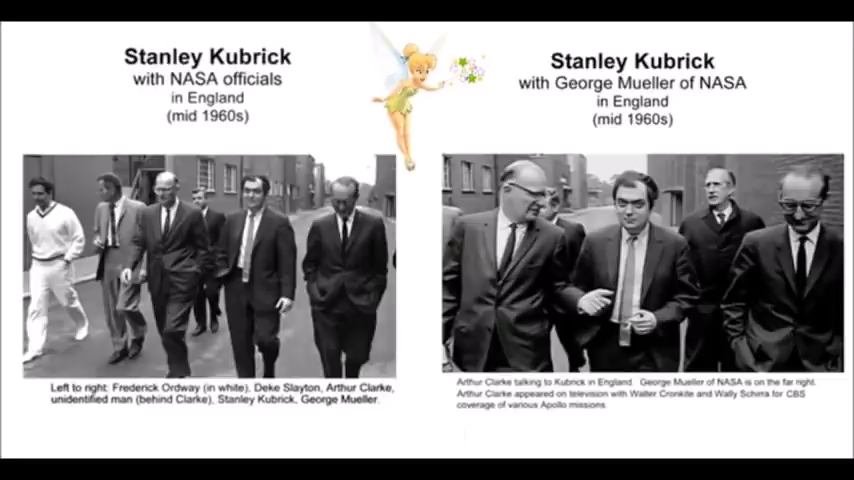 Stanley Kubrick
with NASA officials
in England
(mid 1960s)
Left to right: Frederick Ordway (in white), Deke Slayton, Arthur Clarke,
unidentified man (behind Clarke), Stanley Kubrick, George Mueller.
Stanley Kubrick
with George Mueller of NASA
in England
(mid 1960s)
Arthur Clarke talking to Kubrick in England. George Mueller of NASA is on the far right.
Arthur Clarke appeared on television with Walter Cronkite and Wally Schirra for CBS
coverage of various Apollo missions.